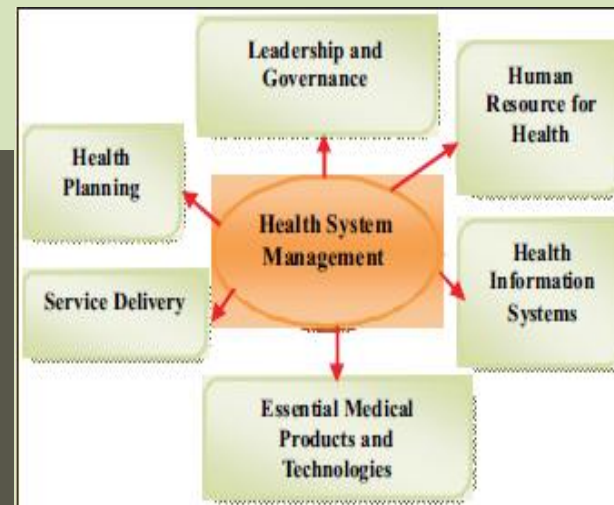 Leadership and
Governance
Human
Resource for
Health
Health
Planning
Health System
Management
Health
Information
Systems
Service Delivery
Essential Medical
Products and
Technologies